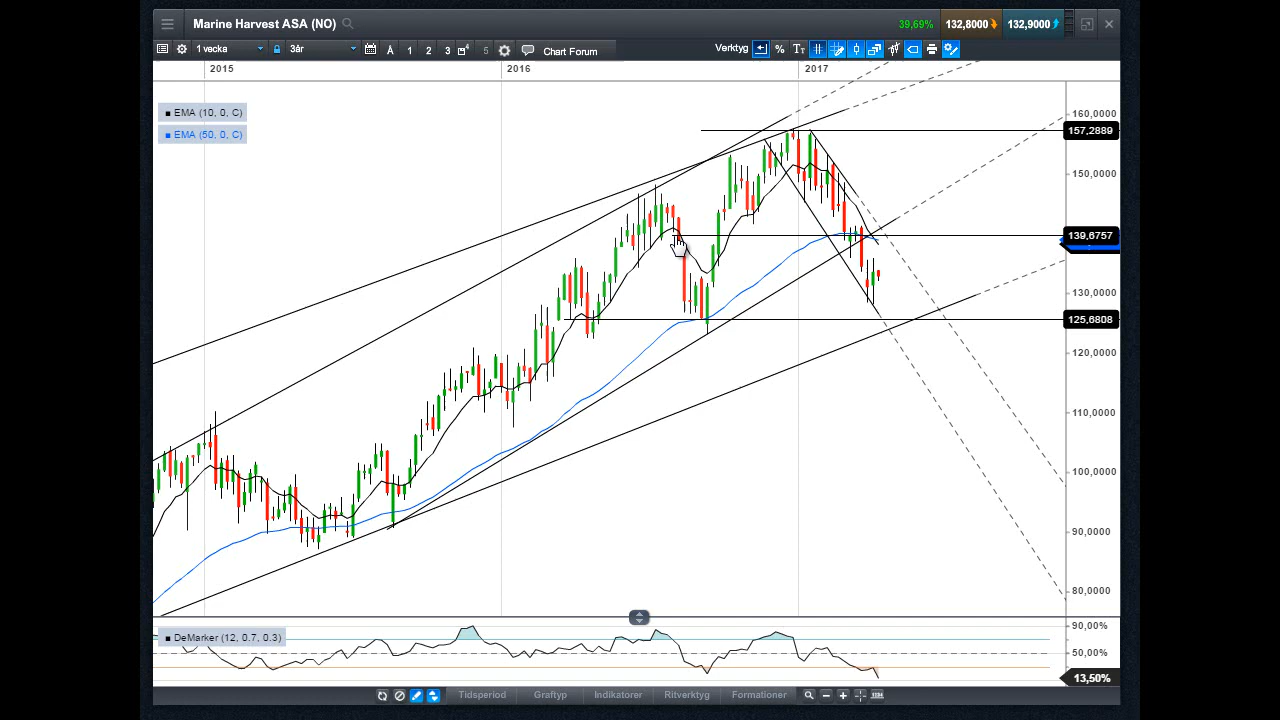 Marine Harvest ASA (NO)
39,69% 132,8000 132,9000
1 vecka 3år A 1 2 3 5 Chart Forum Verktyg % TT
2015 2016 2017
EMA (10, 0, C)
EMA (50, 0, C)
160,0000
157,2889
150,0000
139,6757
130,0000
125,6808
120,0000
110,0000
100,0000
90,0000
80,0000
DeMarker (12, 0.7, 0.3)
90,00%
50,00%
13,50%
Tidsperiod Graftyp Indikatorer Ritverktyg Formationer